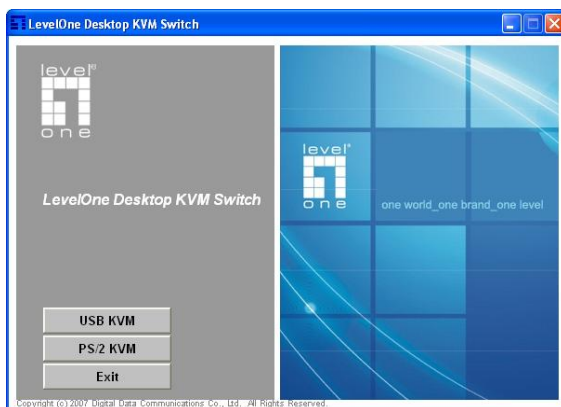 LevelOne Desktop KVM Switch
level®
one
LevelOne Desktop KVM Switch
USB KVM
PS/2 KVM
Exit
level®
one
one world_one brand_one level
Copyright (c) 2007 Digital Data Communications Co., Ltd. All Rights Reserved.